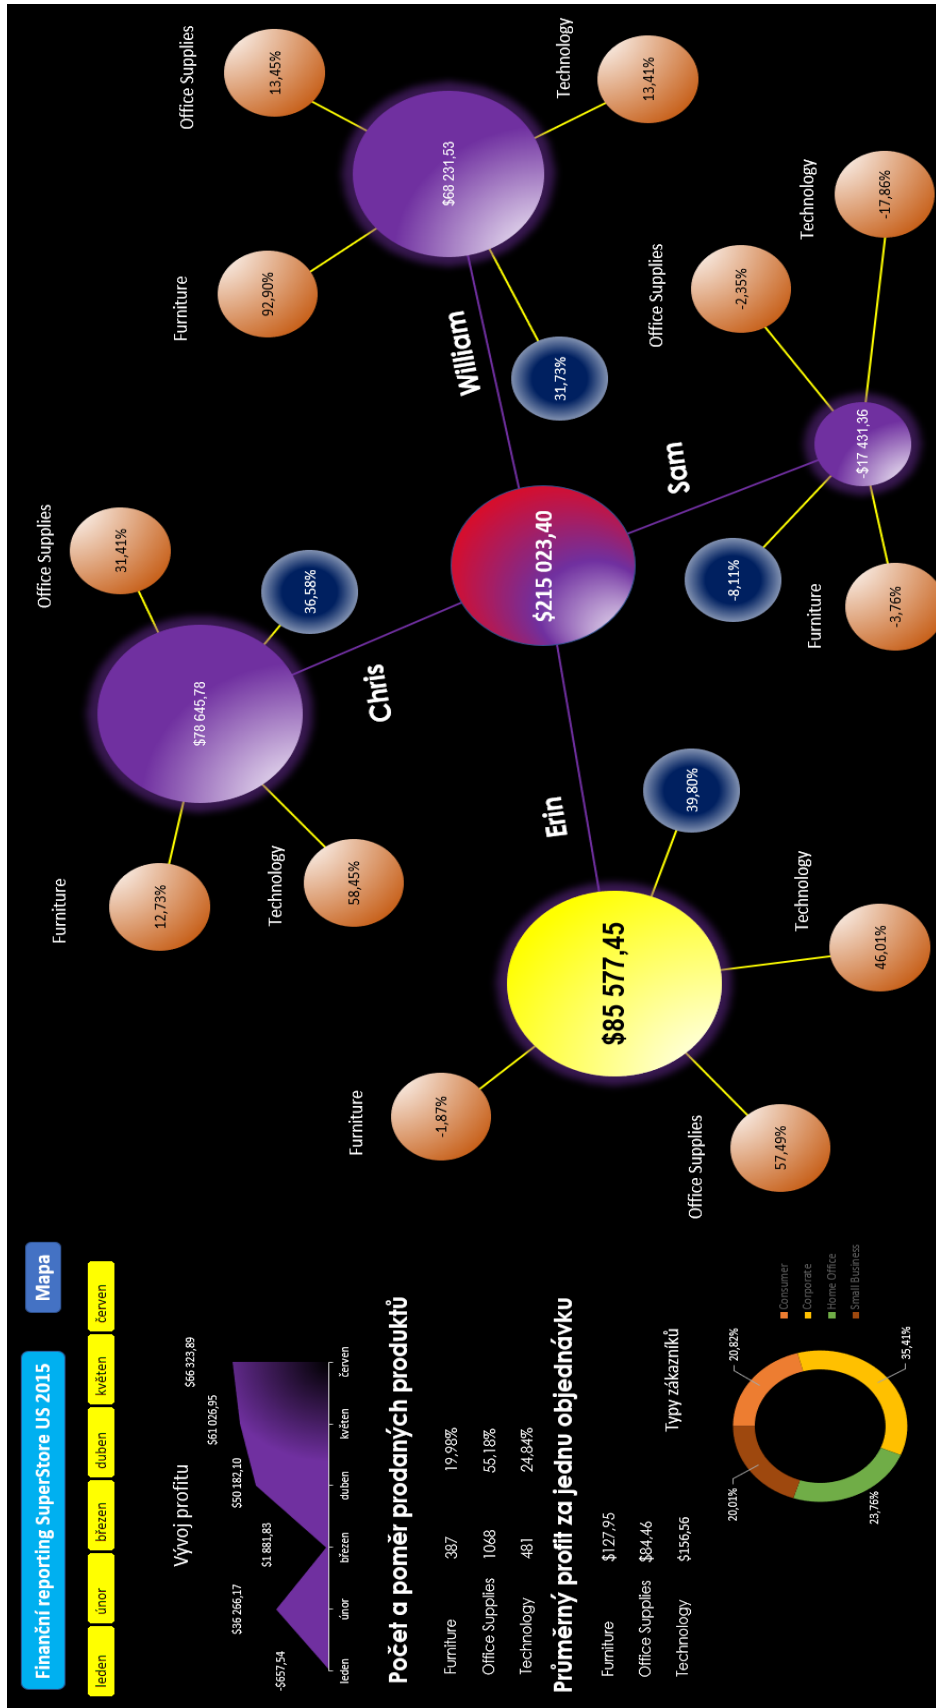 Finanční reporting SuperStore US 2015
Mapa
leden
únor
březen
duben
květen
červen
Vývoj profitu
-$657,54
$36 266,17
$1 881,83
$50 182,10
$61 026,95
$66 323,89
leden
únor
březen
duben
květen
červen
Počet a poměr prodaných produktů
Furniture 387 19,98%
Office Supplies 1068 55,18%
Technology 481 24,84%
Průměrný profit za jednu objednávku
Furniture $127,95
Office Supplies $84,46
Technology $156,56
Typy zákazníků
20,82%
35,41%
23,76%
20,01%
Consumer
Corporate
Home Office
Small Business
$215 023,40
Chris
$78 645,78
Furniture
12,73%
Office Supplies
31,41%
Technology
58,45%
36,58%
William
$68 231,53
Furniture
92,90%
Office Supplies
13,45%
Technology
13,41%
31,73%
Erin
$85 577,45
Furniture
-1,87%
Office Supplies
57,49%
Technology
46,01%
39,80%
Sam
-$17 431,36
Furniture
-3,76%
Office Supplies
-2,35%
Technology
-17,86%
-8,11%